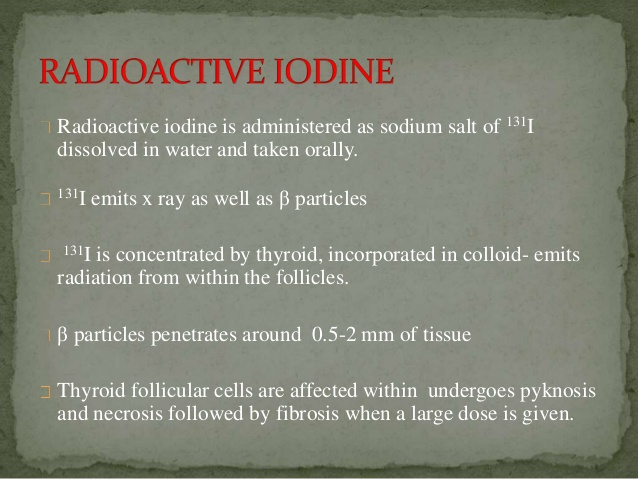 RADIOACTIVE IODINE
Radioactive iodine is administered as sodium salt of ¹³¹I
dissolved in water and taken orally.
¹³¹I emits x ray as well as β particles
¹³¹I is concentrated by thyroid, incorporated in colloid- emits
radiation from within the follicles.
β particles penetrates around 0.5-2 mm of tissue
Thyroid follicular cells are affected within undergoes pyknosis
and necrosis followed by fibrosis when a large dose is given.